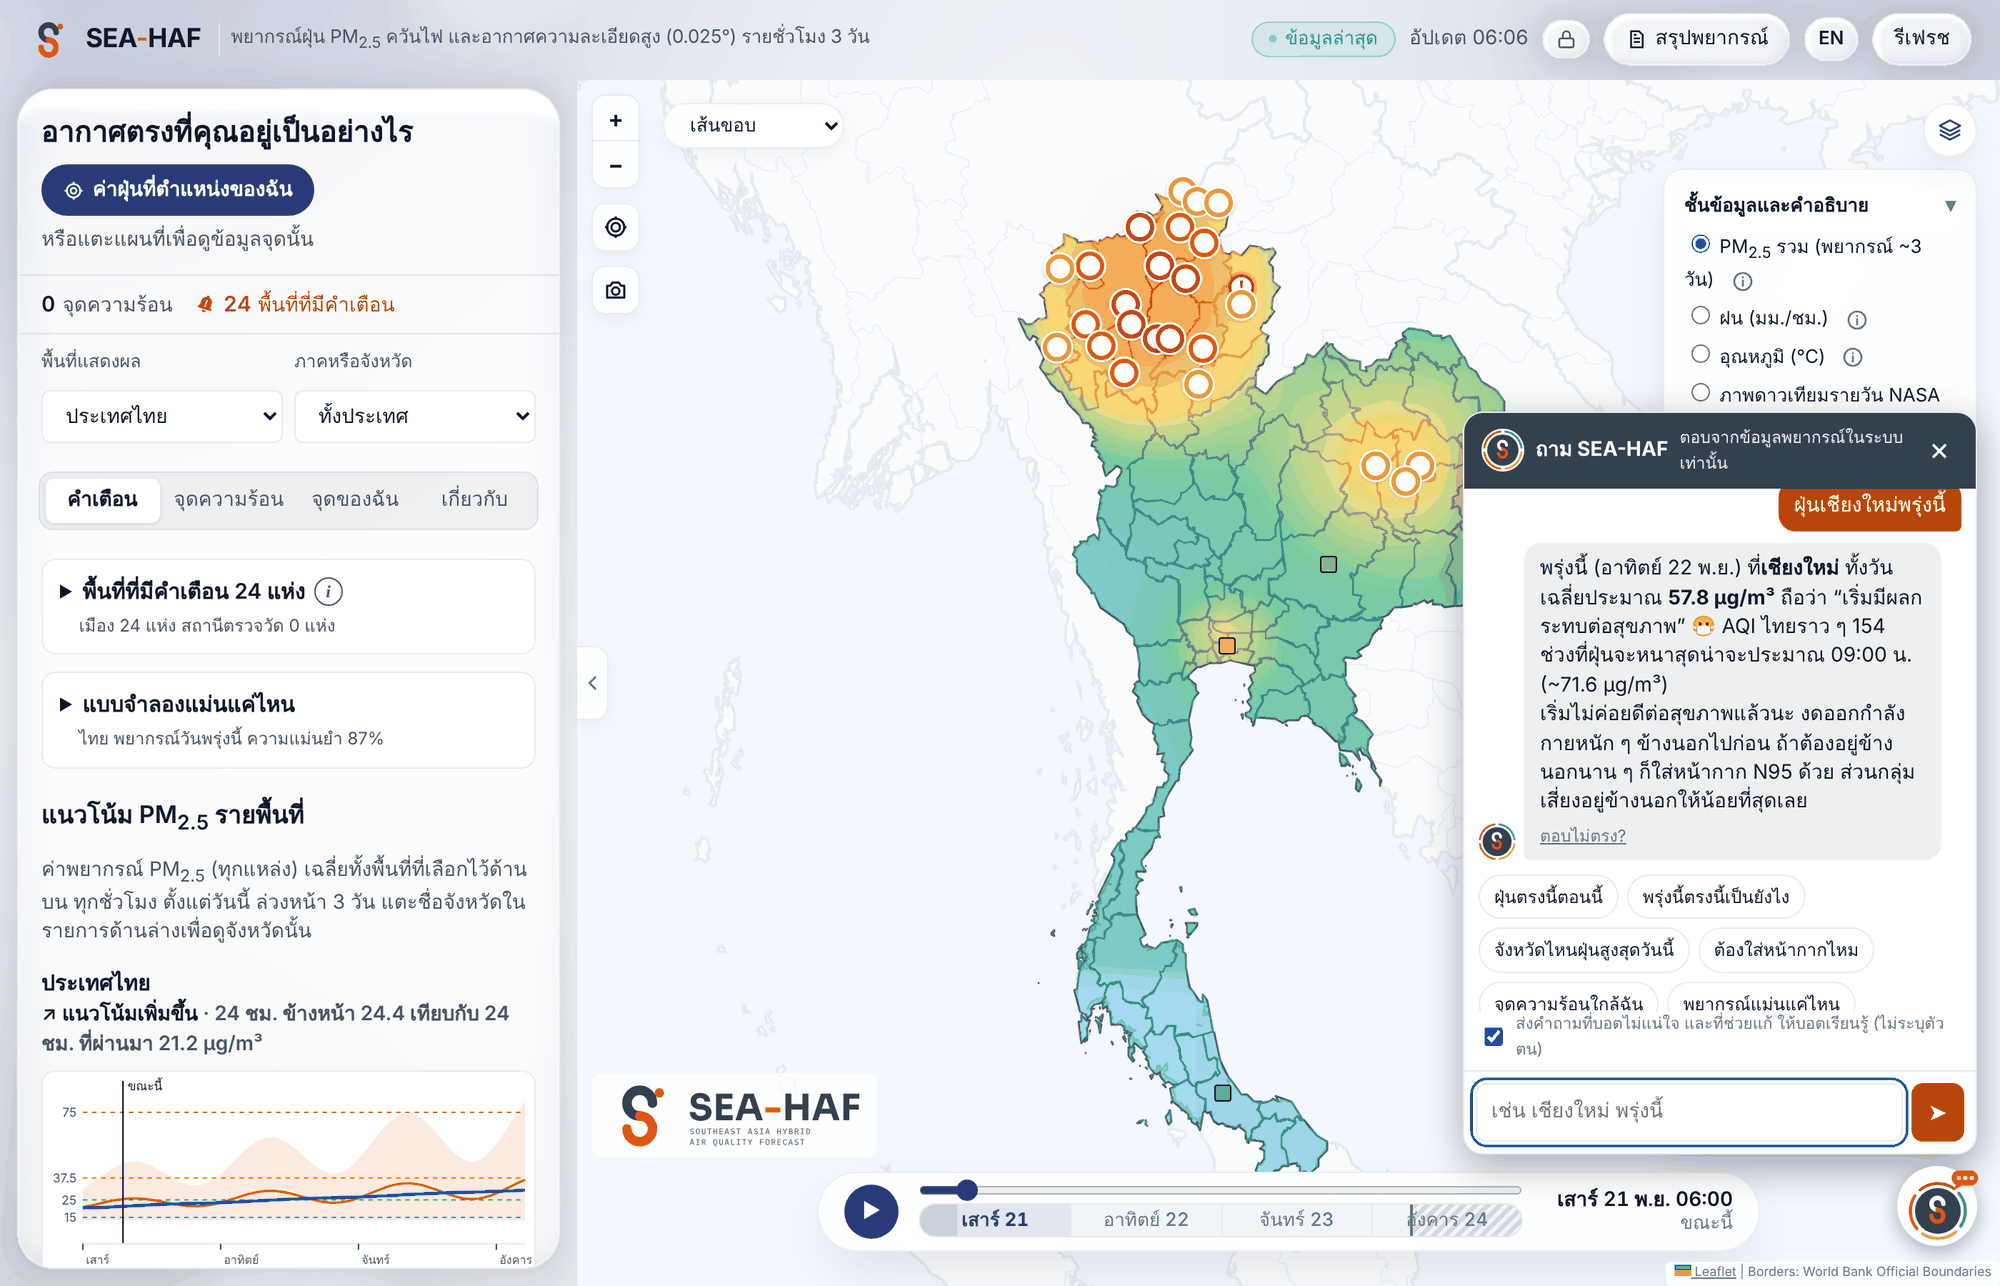 SEA-HAF
พยากรณ์ฝุ่น PM2.5 ควันไฟ และอากาศความละเอียดสูง (0.025°) รายชั่วโมง 3 วัน
ข้อมูลล่าสุด
อัปเดต 06:06
สรุปพยากรณ์
EN
รีเฟรช
อากาศตรงที่คุณอยู่เป็นอย่างไร
ค่าฝุ่นที่ตำแหน่งของฉัน
หรือแตะแผนที่เพื่อดูข้อมูลจุดนั้น
0 จุดความร้อน
24 พื้นที่ที่มีคำเตือน
พื้นที่แสดงผล
ภาคหรือจังหวัด
ประเทศไทย
ทั้งประเทศ
คำเตือน
จุดความร้อน
จุดของฉัน
เกี่ยวกับ
พื้นที่ที่มีคำเตือน 24 แห่ง
เมือง 24 แห่ง สถานีตรวจวัด 0 แห่ง
แบบจำลองแม่นแค่ไหน
ไทย พยากรณ์วันพรุ่งนี้ ความแม่นยำ 87%
แนวโน้ม PM2.5 รายพื้นที่
ค่าพยากรณ์ PM2.5 (ทุกแหล่ง) เฉลี่ยทั้งพื้นที่ที่เลือกไว้ด้าน
บน ทุกชั่วโมง ตั้งแต่วันนี้ ล่วงหน้า 3 วัน แตะชื่อจังหวัดใน
รายการด้านล่างเพื่อดูจังหวัดนั้น
ประเทศไทย
↗ แนวโน้มเพิ่มขึ้น · 24 ชม. ข้างหน้า 24.4 เทียบกับ 24
ชม. ที่ผ่านมา 21.2 µg/m³
ขณะนี้
75
37.5
25
15
เสาร์
อาทิตย์
จันทร์
อังคาร
+
−
เส้นขอบ
ชั้นข้อมูลและคำอธิบาย
PM2.5 รวม (พยากรณ์ ~3
วัน)
ฝน (มม./ชม.)
อุณหภูมิ (°C)
ภาพดาวเทียมรายวัน NASA
ถาม SEA-HAF
ตอบจากข้อมูลพยากรณ์ในระบบ
เท่านั้น
ฝุ่นเชียงใหม่พรุ่งนี้
พรุ่งนี้ (อาทิตย์ 22 พ.ย.) ที่เชียงใหม่ ทั้งวัน
เฉลี่ยประมาณ 57.8 µg/m³ ถือว่า “เริ่มมีผลก
ระทบต่อสุขภาพ” 😷 AQI ไทยราว ๆ 154
ช่วงที่ฝุ่นจะหนาสุดน่าจะประมาณ 09:00 น.
(~71.6 µg/m³)
เริ่มไม่ค่อยดีต่อสุขภาพแล้วนะ งดออกกำลัง
กายหนัก ๆ ข้างนอกไปก่อน ถ้าต้องอยู่ข้าง
นอกนาน ๆ ก็ใส่หน้ากาก N95 ด้วย ส่วนกลุ่ม
เสี่ยงอยู่ข้างนอกให้น้อยที่สุดเลย
ตอบไม่ตรง?
ฝุ่นตรงนี้ตอนนี้
พรุ่งนี้ตรงนี้เป็นยังไง
จังหวัดไหนฝุ่นสูงสุดวันนี้
ต้องใส่หน้ากากไหม
จุดความร้อนใกล้ฉัน
พยากรณ์แม่นแค่ไหน
ส่งคำถามที่บอตไม่แน่ใจ และที่ช่วยแก้ ให้บอตเรียนรู้ (ไม่ระบุตัว
ตน)
เช่น เชียงใหม่ พรุ่งนี้
SEA-HAF
SOUTHEAST ASIA HYBRID
AIR QUALITY FORECAST
เสาร์ 21
อาทิตย์ 22
จันทร์ 23
อังคาร 24
เสาร์ 21 พ.ย. 06:00
ขณะนี้
Leaflet | Borders: World Bank Official Boundaries